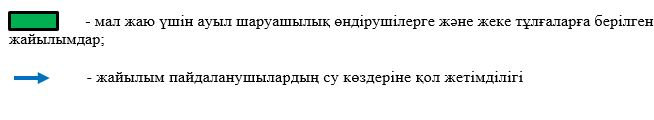 - мал жаю үшін ауыл шаруашылық өндірушілерге және жеке тұлғаларға берілген
жайылымдар;
- жайылым пайдаланушылардың су көздеріне қол жетімділігі